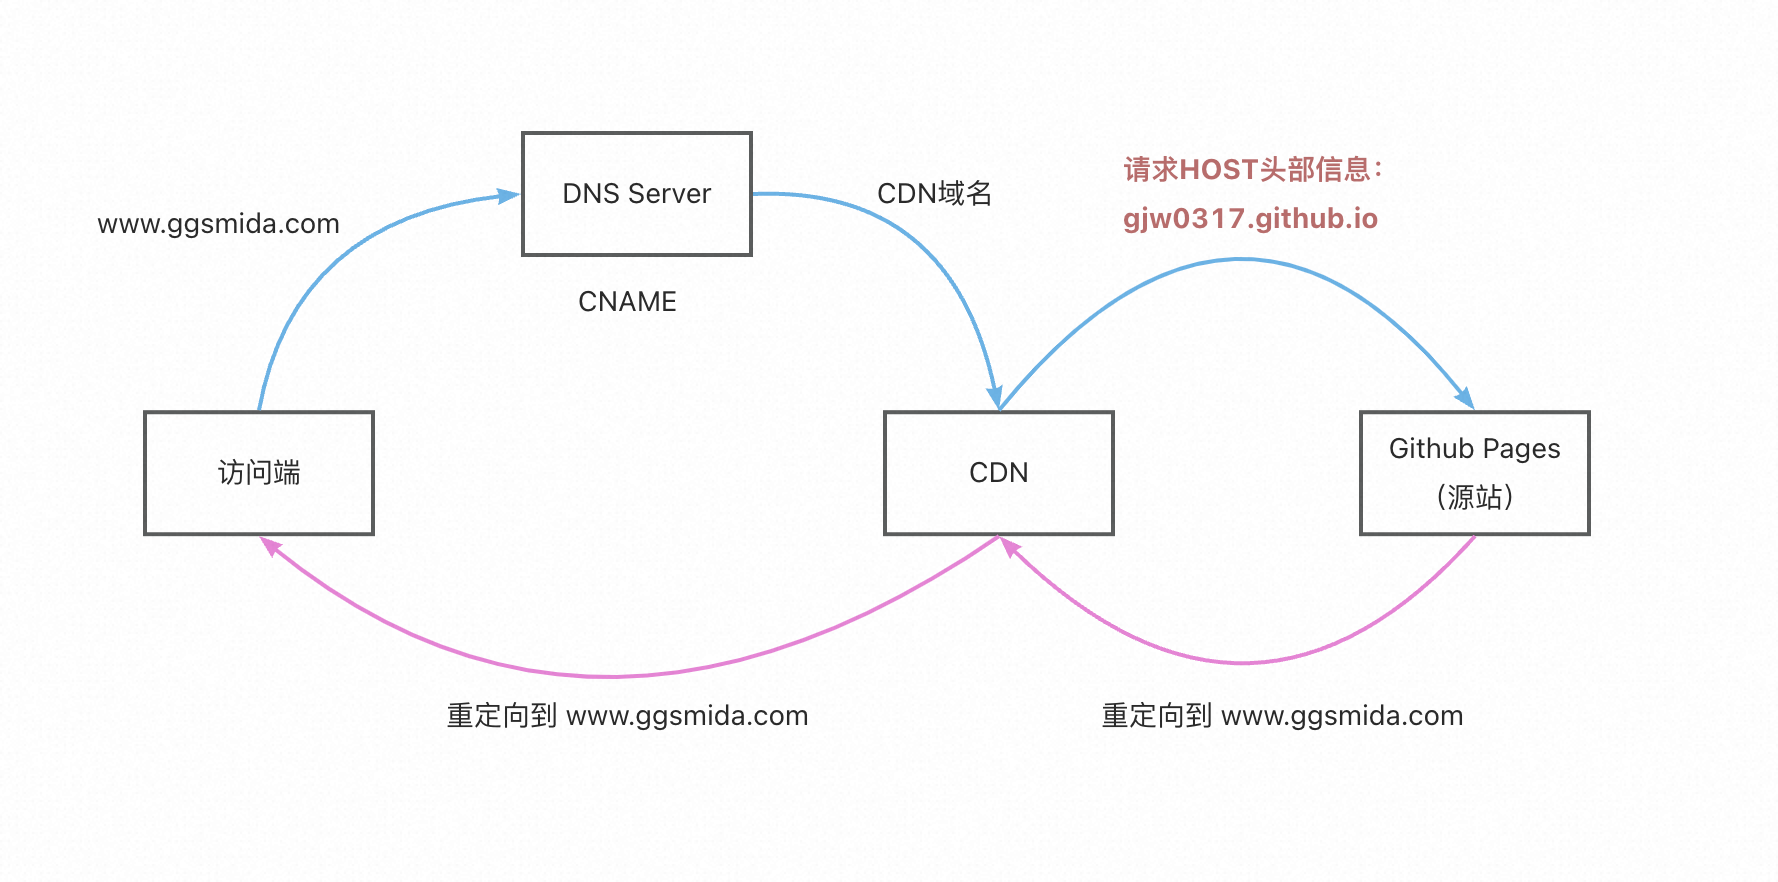 www.ggsmida.com
DNS Server
CDN域名
CNAME
请求HOST头部信息：
gjw0317.github.io
访问端
CDN
Github Pages
（源站）
重定向到 www.ggsmida.com
重定向到 www.ggsmida.com